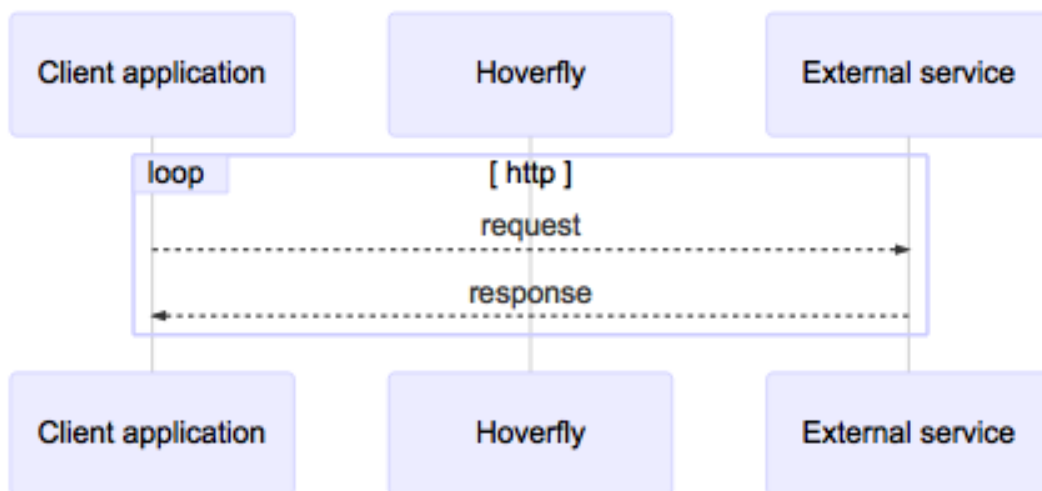 Client application
Hoverfly
External service
loop
[ http ]
request
response
Client application
Hoverfly
External service